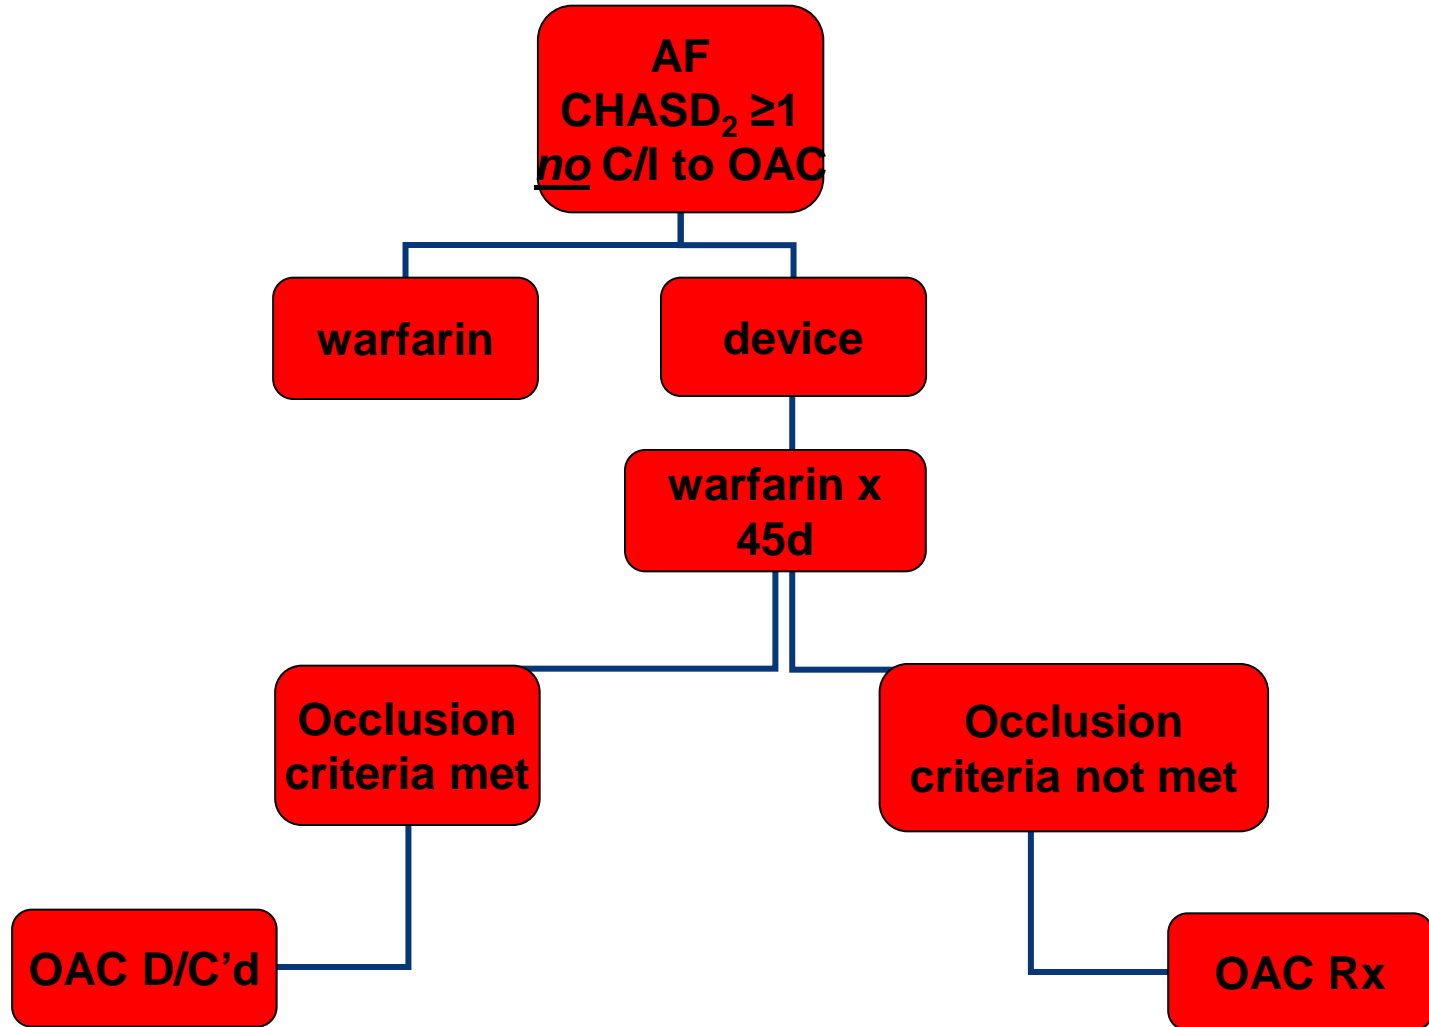 AF
CHASD₂ ≥1
no C/I to OAC
warfarin
device
warfarin x
45d
Occlusion
criteria met
Occlusion
criteria not met
OAC D/C’d
OAC Rx